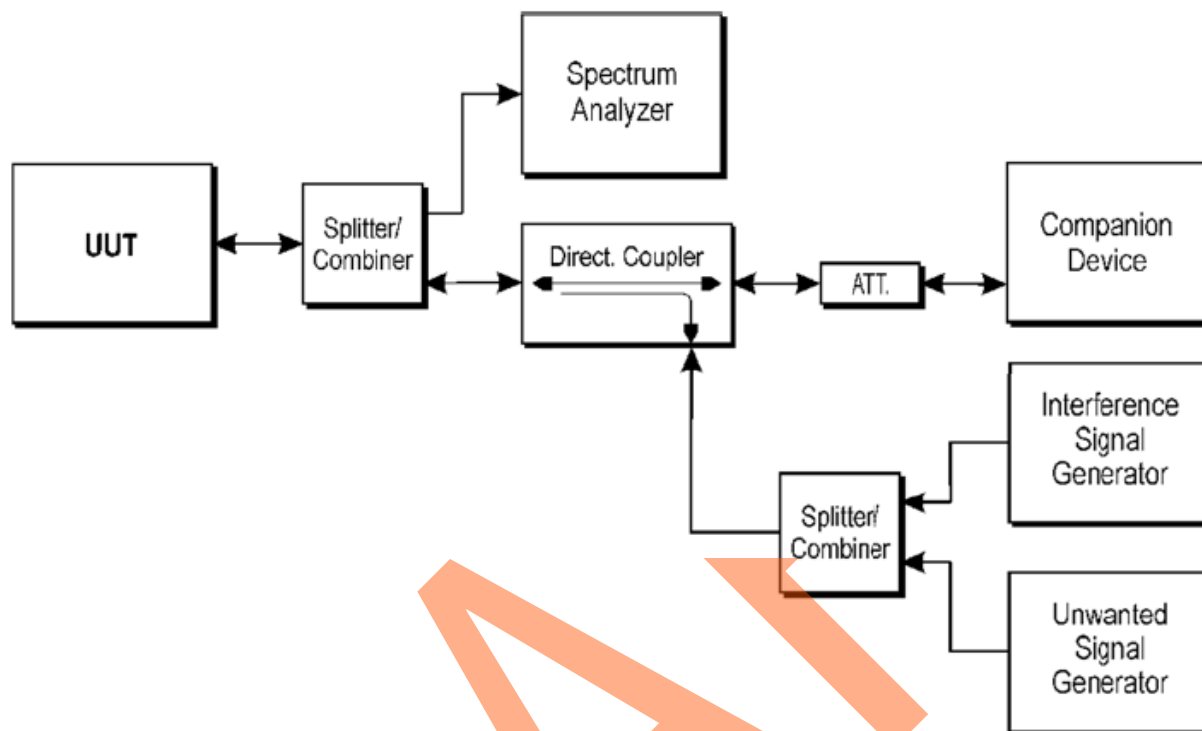 Spectrum
Analyzer
UUT
Splitter/
Combiner
Direct. Coupler
ATT.
Companion
Device
Interference
Signal
Generator
Splitter/
Combiner
Unwanted
Signal
Generator